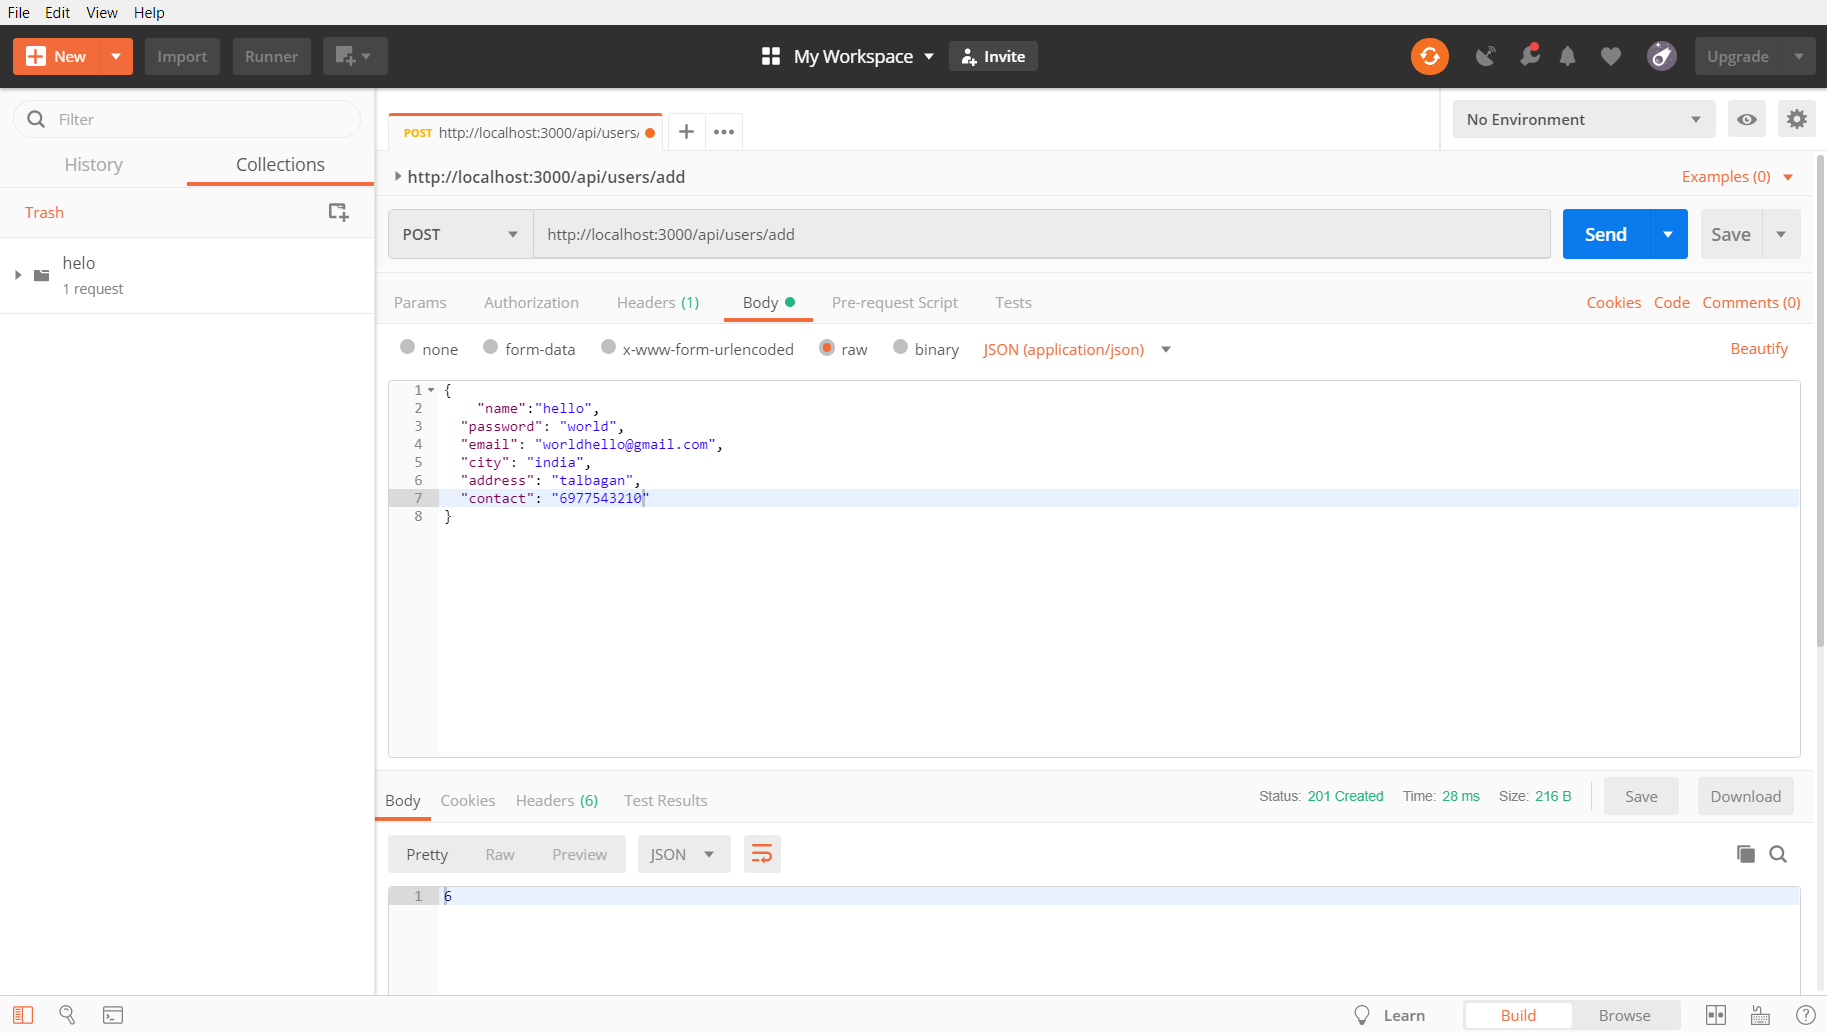 File Edit View Help
New Import Runner My Workspace Invite Upgrade
Filter
History Collections
Trash
helo
1 request
POST http://localhost:3000/api/users/ No Environment
http://localhost:3000/api/users/add Examples (0)
POST http://localhost:3000/api/users/add Send Save
Params Authorization Headers (1) Body Pre-request Script Tests Cookies Code Comments (0)
none form-data x-www-form-urlencoded raw binary JSON (application/json) Beautify
1 {
2 "name":"hello",
3 "password": "world",
4 "email": "worldhello@gmail.com",
5 "city": "india",
6 "address": "talbagan",
7 "contact": "6977543210"
8 }
Body Cookies Headers (6) Test Results Status: 201 Created Time: 28 ms Size: 216 B Save Download
Pretty Raw Preview JSON
1 6
Learn Build Browse